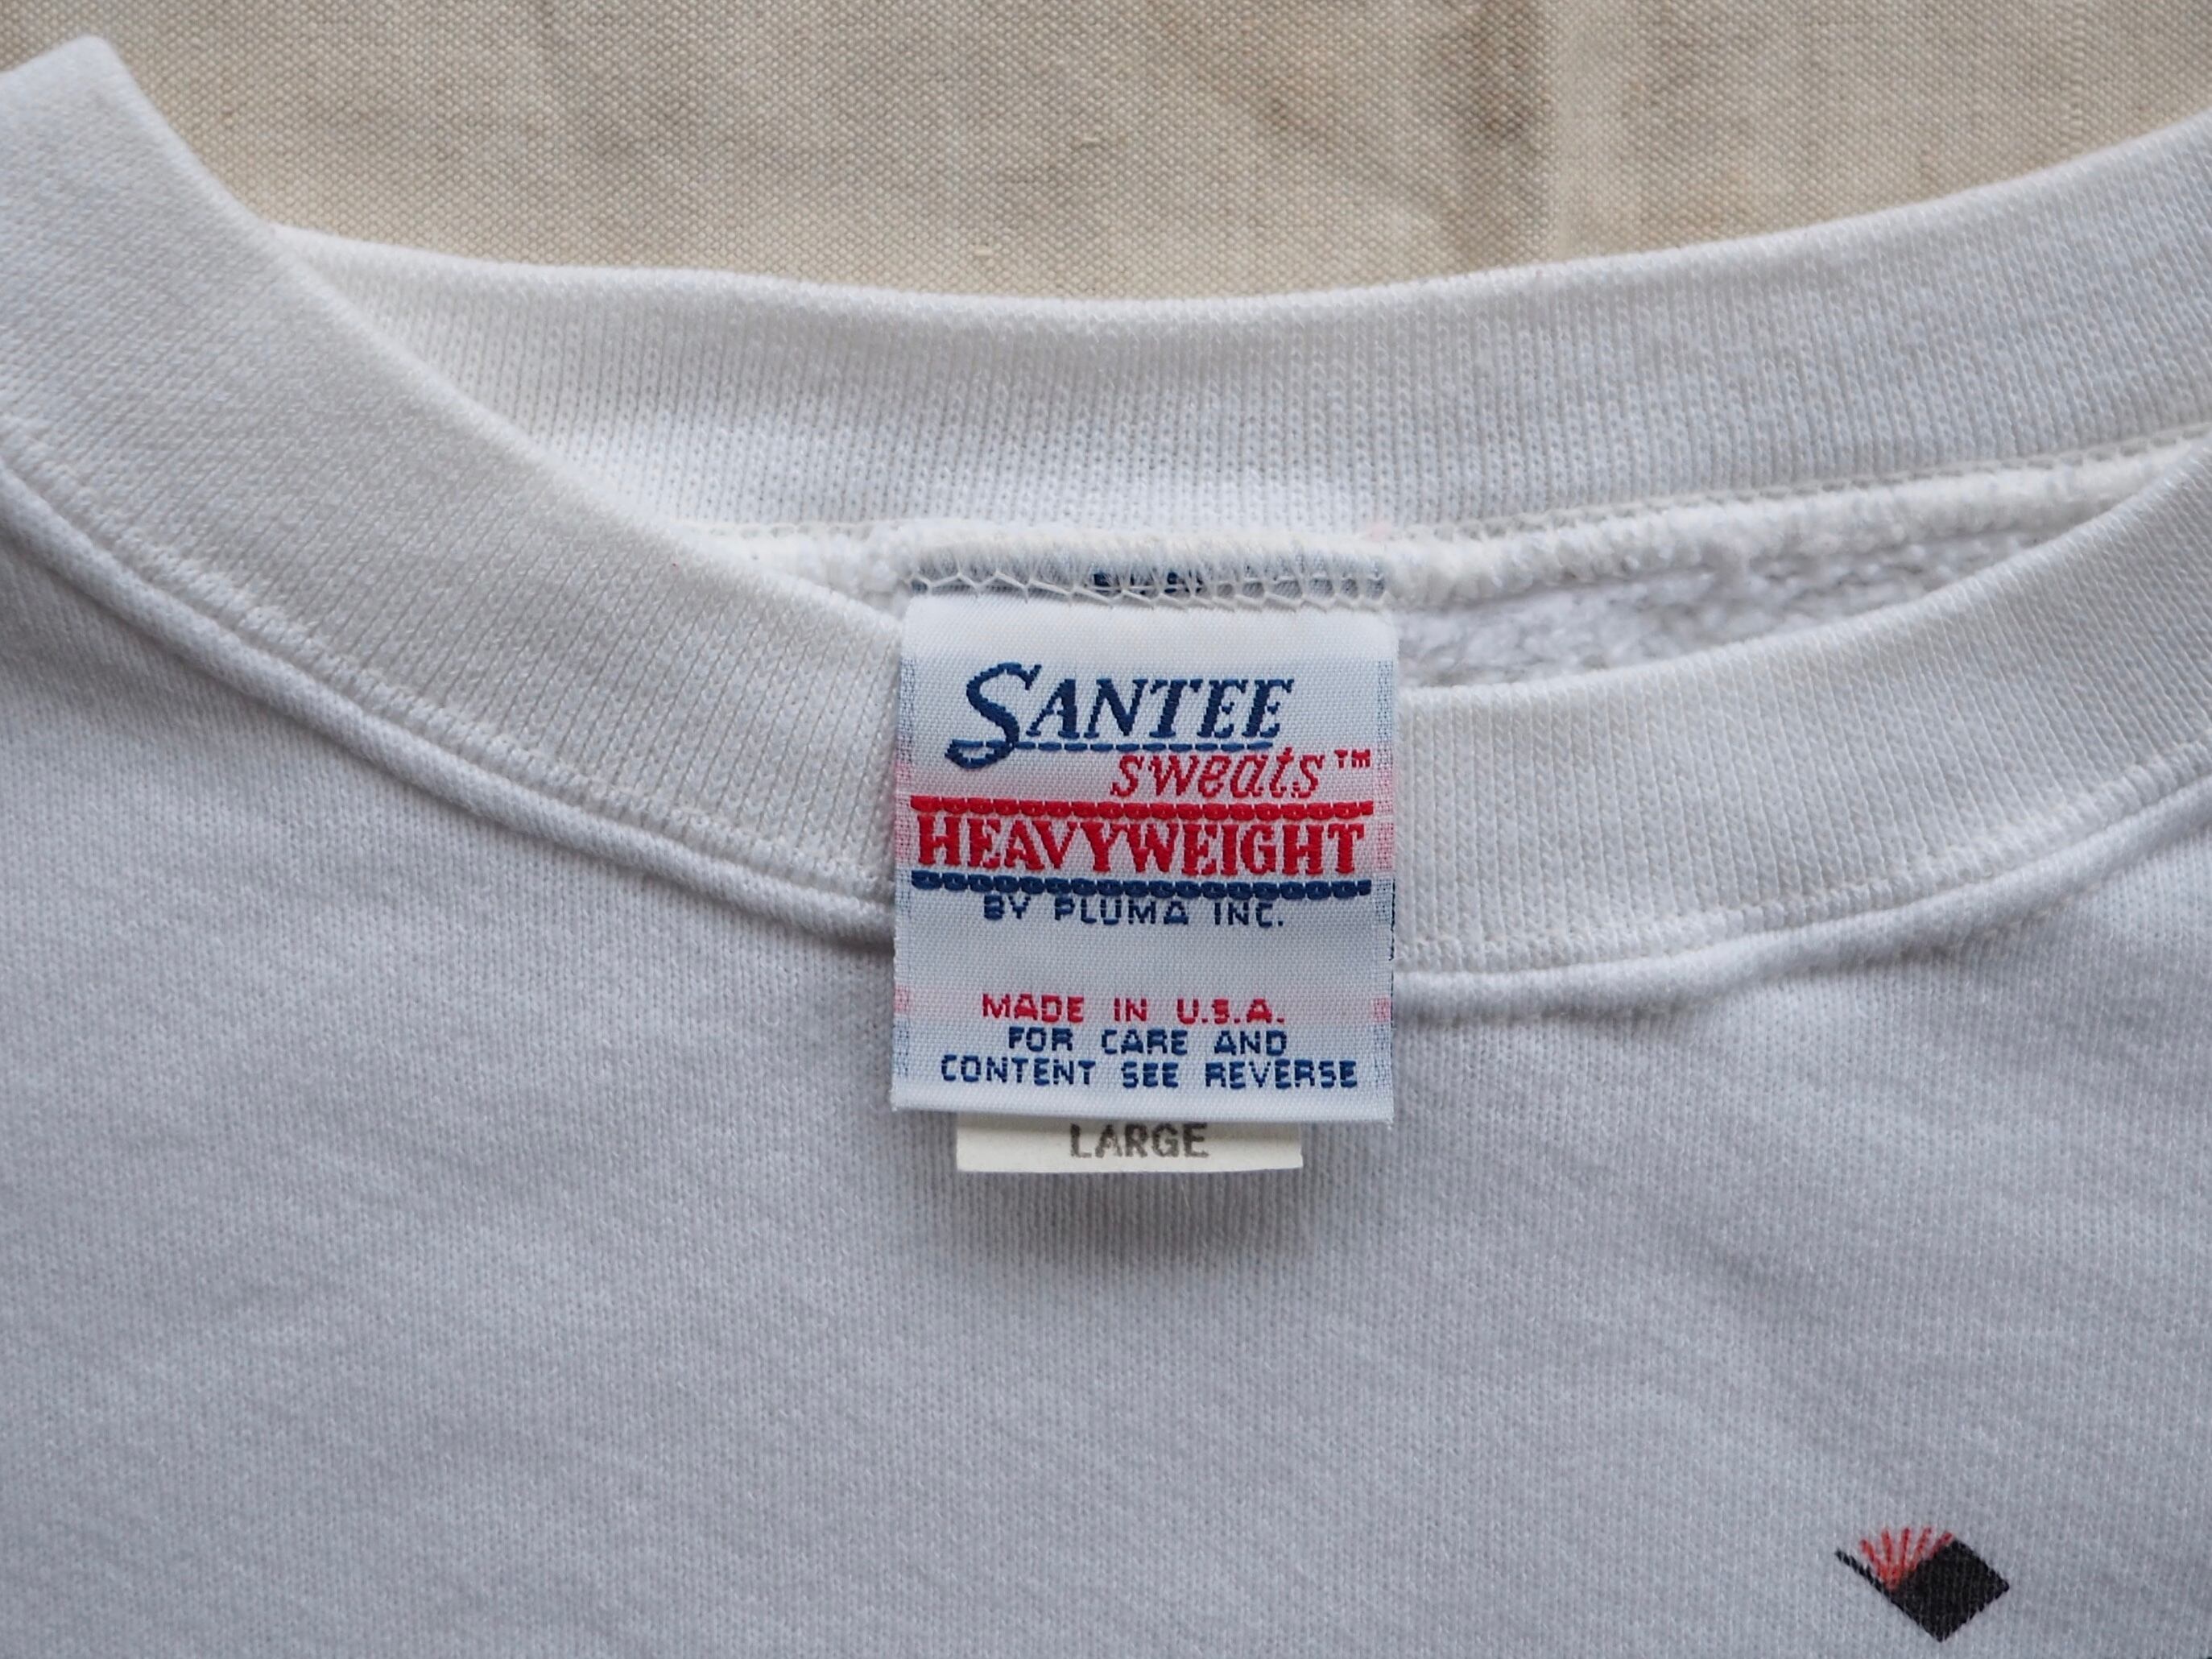 SANTEE
sweats™
HEAVYWEIGHT
BY PLUMA INC.
MADE IN U.S.A.
FOR CARE AND
CONTENT SEE REVERSE
LARGE